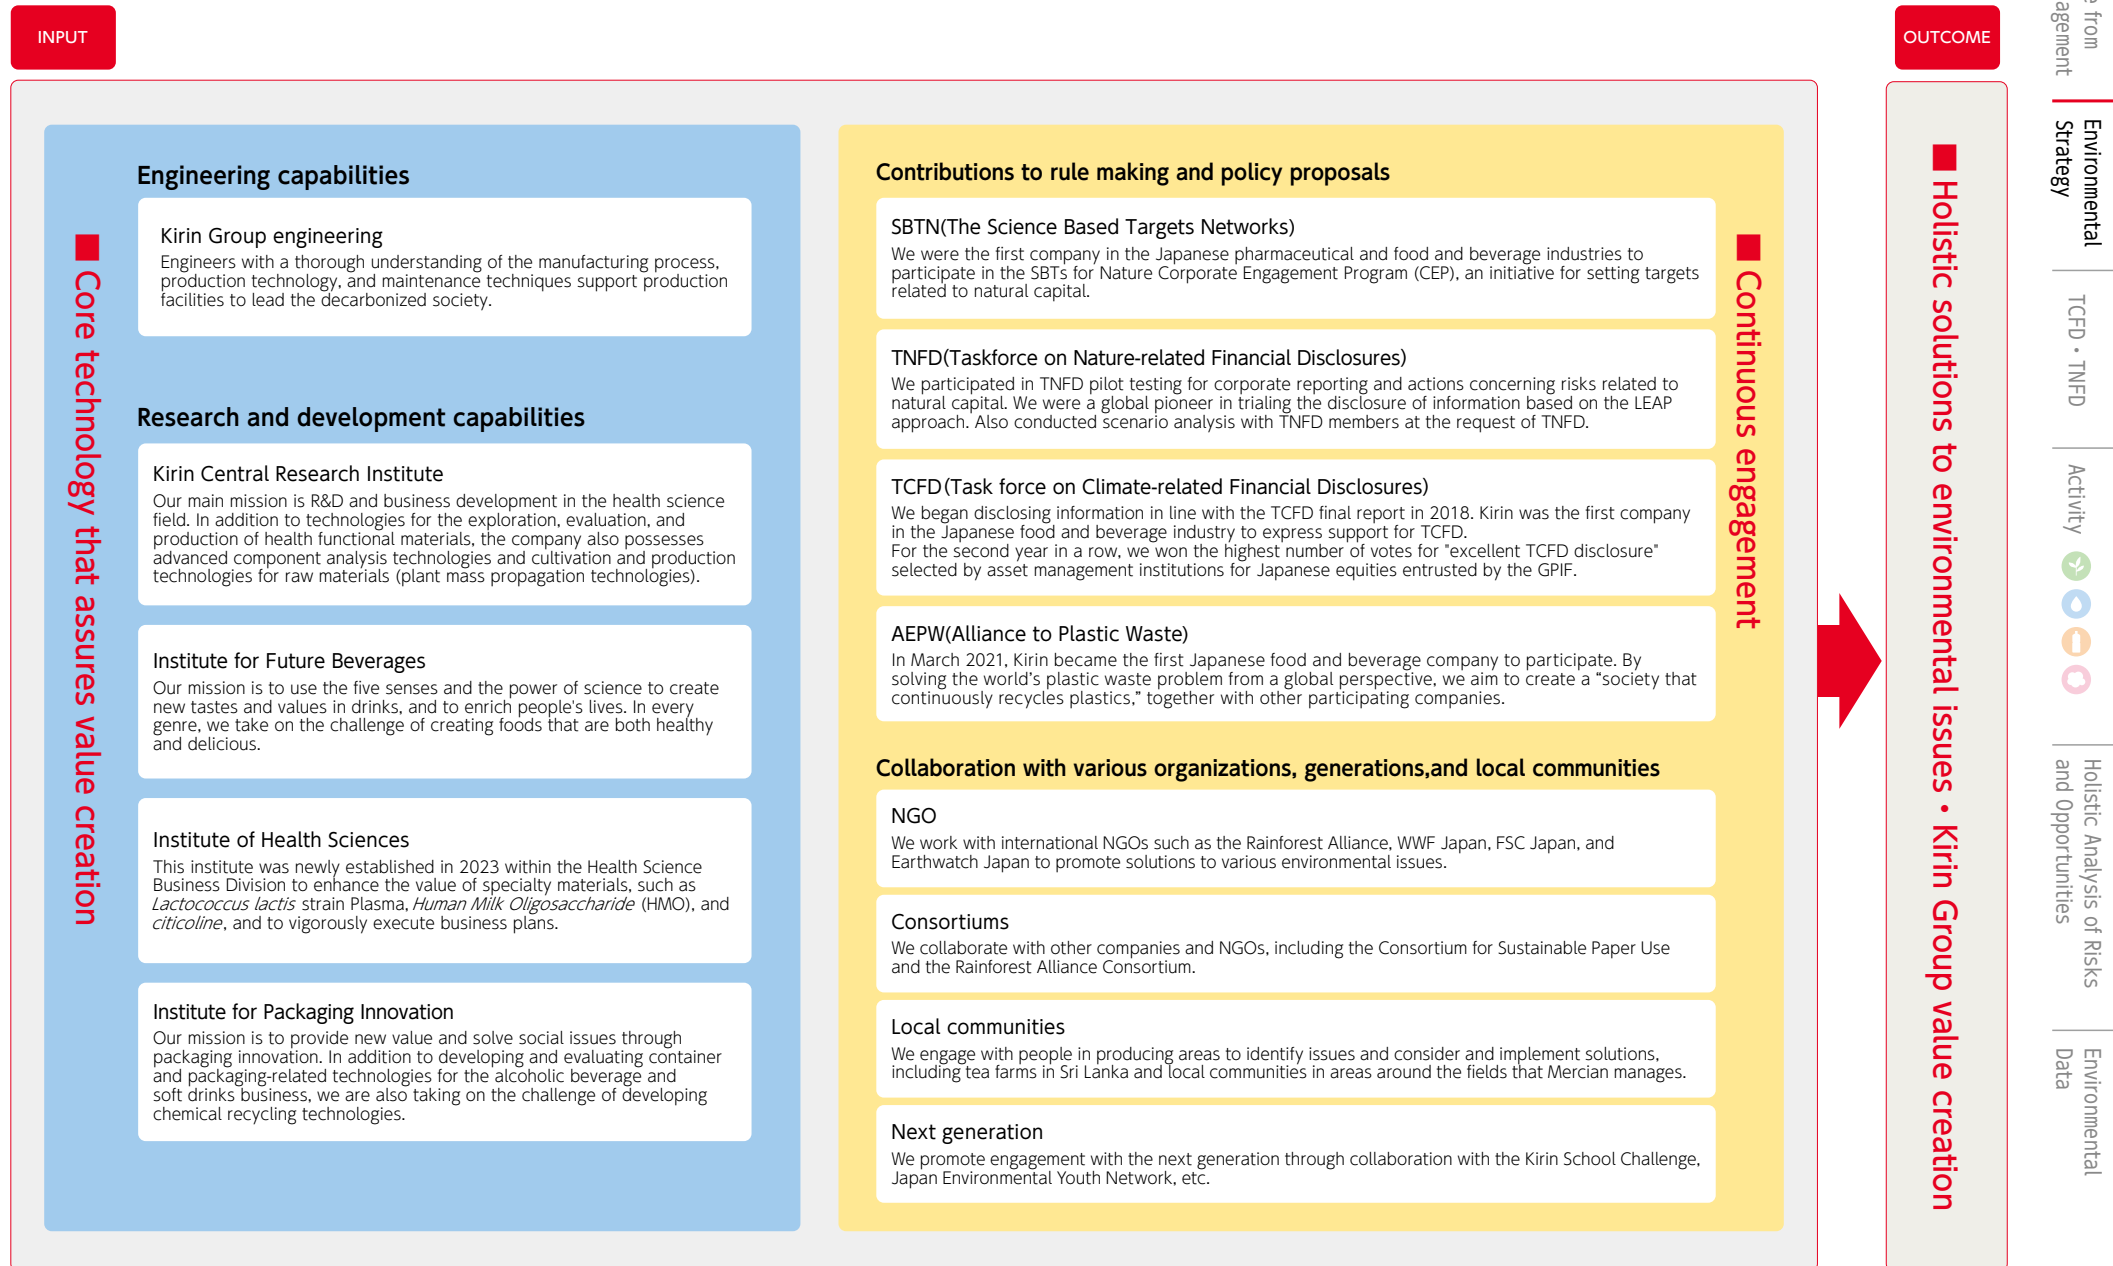 INPUT
OUTCOME
■ Core technology that assures value creation
Engineering capabilities
Kirin Group engineering
Engineers with a thorough understanding of the manufacturing process,
production technology, and maintenance techniques support production
facilities to lead the decarbonized society.
Research and development capabilities
Kirin Central Research Institute
Our main mission is R&D and business development in the health science
field. In addition to technologies for the exploration, evaluation, and
production of health functional materials, the company also possesses
advanced component analysis technologies and cultivation and production
technologies for raw materials (plant mass propagation technologies).
Institute for Future Beverages
Our mission is to use the five senses and the power of science to create
new tastes and values in drinks, and to enrich people's lives. In every
genre, we take on the challenge of creating foods that are both healthy
and delicious.
Institute of Health Sciences
This institute was newly established in 2023 within the Health Science
Business Division to enhance the value of specialty materials, such as
Lactococcus lactis strain Plasma, Human Milk Oligosaccharide (HMO), and
citicoline, and to vigorously execute business plans.
Institute for Packaging Innovation
Our mission is to provide new value and solve social issues through
packaging innovation. In addition to developing and evaluating container
and packaging-related technologies for the alcoholic beverage and
soft drinks business, we are also taking on the challenge of developing
chemical recycling technologies.
■ Continuous engagement
Contributions to rule making and policy proposals
SBTN(The Science Based Targets Networks)
We were the first company in the Japanese pharmaceutical and food and beverage industries to
participate in the SBTs for Nature Corporate Engagement Program (CEP), an initiative for setting targets
related to natural capital.
TNFD(Taskforce on Nature-related Financial Disclosures)
We participated in TNFD pilot testing for corporate reporting and actions concerning risks related to
natural capital. We were a global pioneer in trialing the disclosure of information based on the LEAP
approach. Also conducted scenario analysis with TNFD members at the request of TNFD.
TCFD(Task force on Climate-related Financial Disclosures)
We began disclosing information in line with the TCFD final report in 2018. Kirin was the first company
in the Japanese food and beverage industry to express support for TCFD.
For the second year in a row, we won the highest number of votes for "excellent TCFD disclosure"
selected by asset management institutions for Japanese equities entrusted by the GPIF.
AEPW(Alliance to Plastic Waste)
In March 2021, Kirin became the first Japanese food and beverage company to participate. By
solving the world's plastic waste problem from a global perspective, we aim to create a “society that
continuously recycles plastics,” together with other participating companies.
Collaboration with various organizations, generations,and local communities
NGO
We work with international NGOs such as the Rainforest Alliance, WWF Japan, FSC Japan, and
Earthwatch Japan to promote solutions to various environmental issues.
Consortiums
We collaborate with other companies and NGOs, including the Consortium for Sustainable Paper Use
and the Rainforest Alliance Consortium.
Local communities
We engage with people in producing areas to identify issues and consider and implement solutions,
including tea farms in Sri Lanka and local communities in areas around the fields that Mercian manages.
Next generation
We promote engagement with the next generation through collaboration with the Kirin School Challenge,
Japan Environmental Youth Network, etc.
■ Holistic solutions to environmental issues・Kirin Group value creation
from
Environmental
Strategy
TCFD・TNFD
Activity
Holistic Analysis of Risks
and Opportunities
Environmental
Data